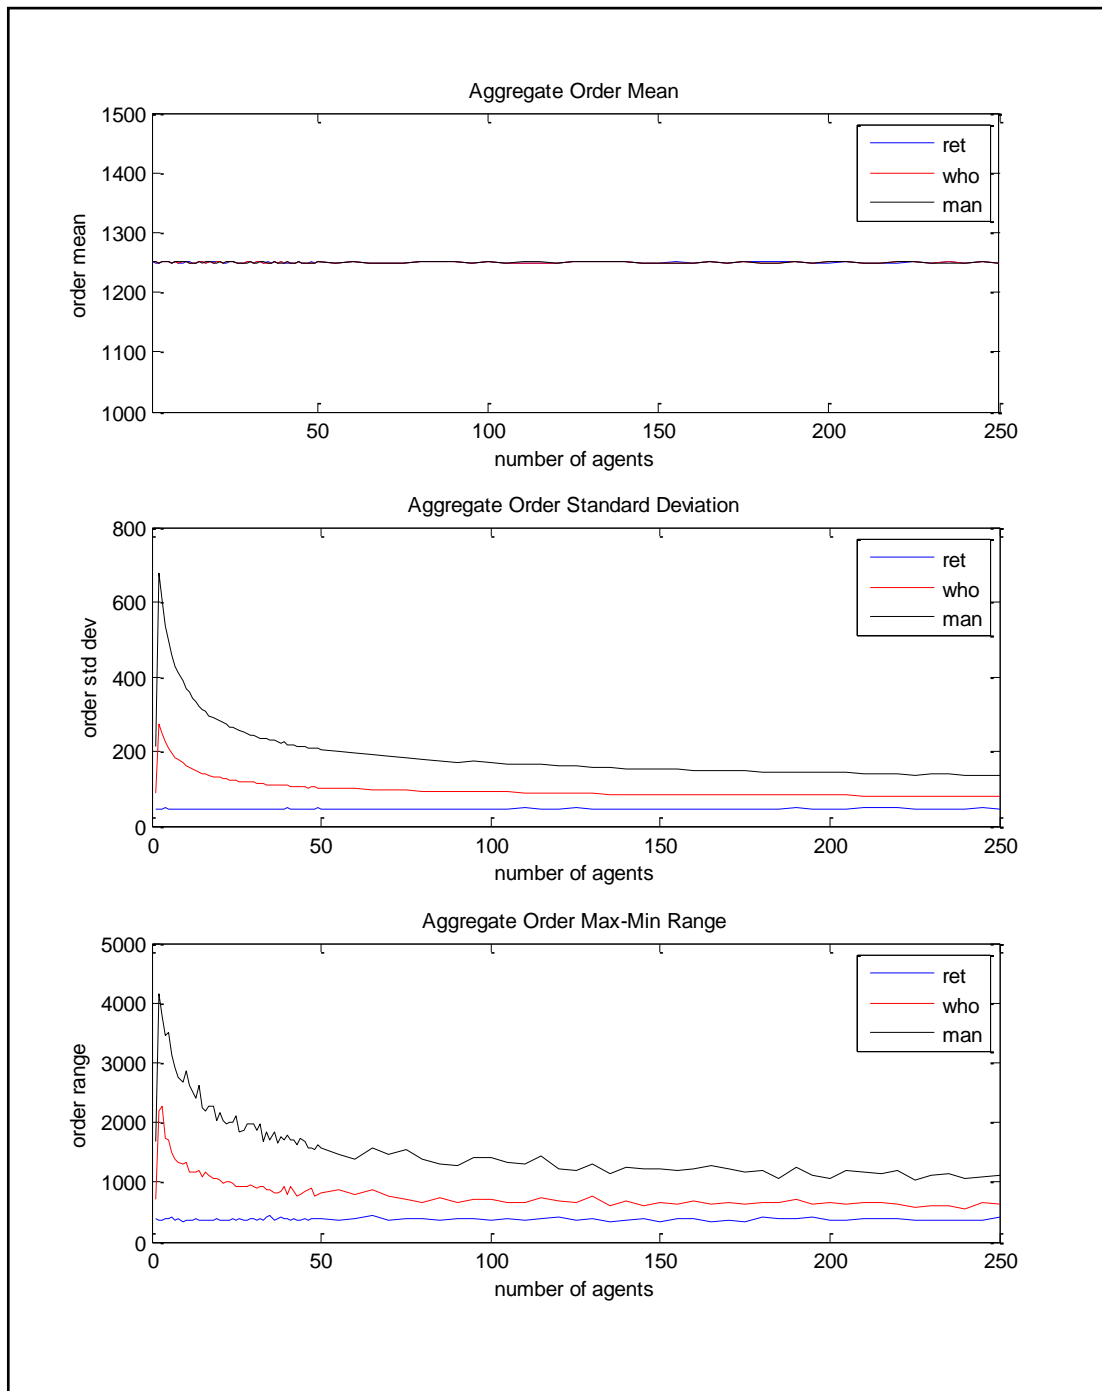 Aggregate Order Mean
1500
1400
1300
1200
1100
1000
order mean
ret
who
man
50
100
150
200
250
number of agents
Aggregate Order Standard Deviation
800
600
400
200
0
order std dev
ret
who
man
0
50
100
150
200
250
number of agents
Aggregate Order Max-Min Range
5000
4000
3000
2000
1000
0
order range
ret
who
man
0
50
100
150
200
250
number of agents